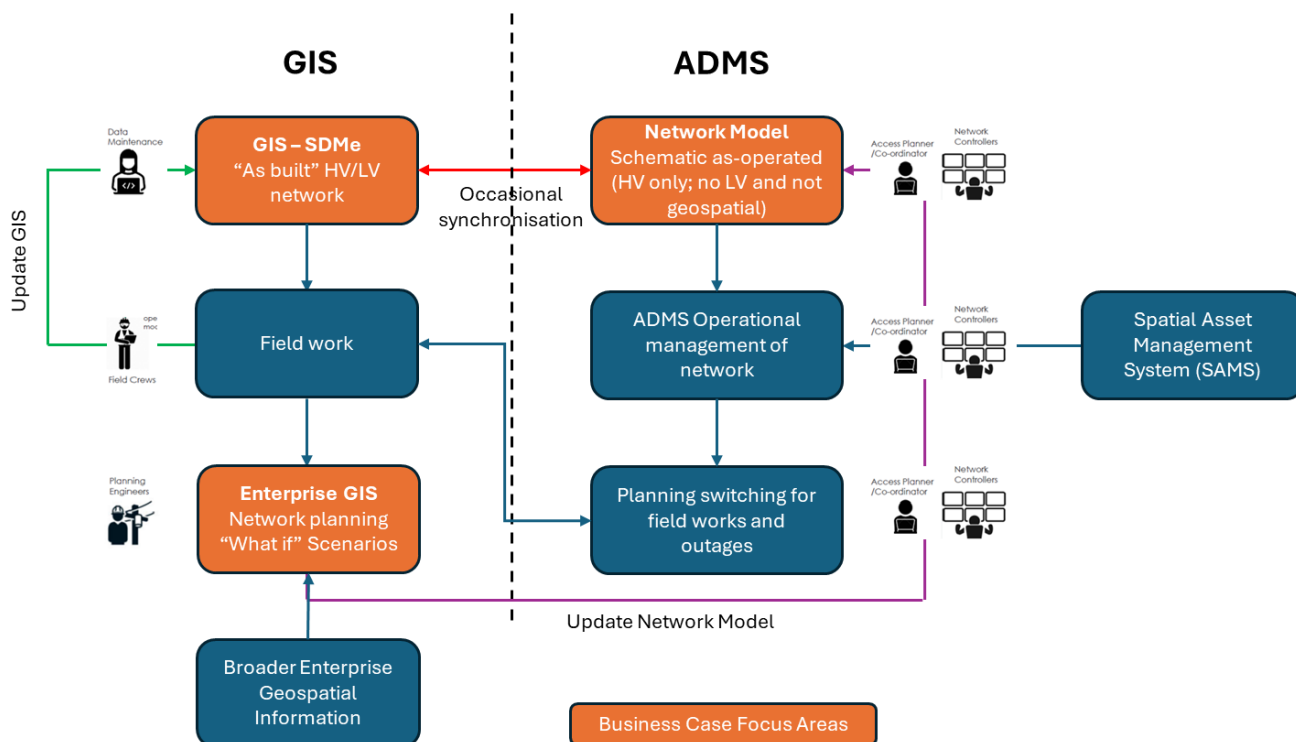 GIS
ADMS
Data
Maintenance
GIS – SDMe
“As built” HV/LV
network
Occasional
synchronisation
Network Model
Schematic as-operated
(HV only; no LV and not
geospatial)
Access Planner
/Co-ordinator
Network
Controllers
Update GIS
ope
moc
Field Crews
Field work
ADMS Operational
management of
network
Access Planner
/Co-ordinator
Network
Controllers
Spatial Asset
Management
System (SAMS)
Planning
Engineers
Enterprise GIS
Network planning
“What if” Scenarios
Planning switching for
field works and
outages
Access Planner
/Co-ordinator
Network
Controllers
Update Network Model
Broader Enterprise
Geospatial
Information
Business Case Focus Areas